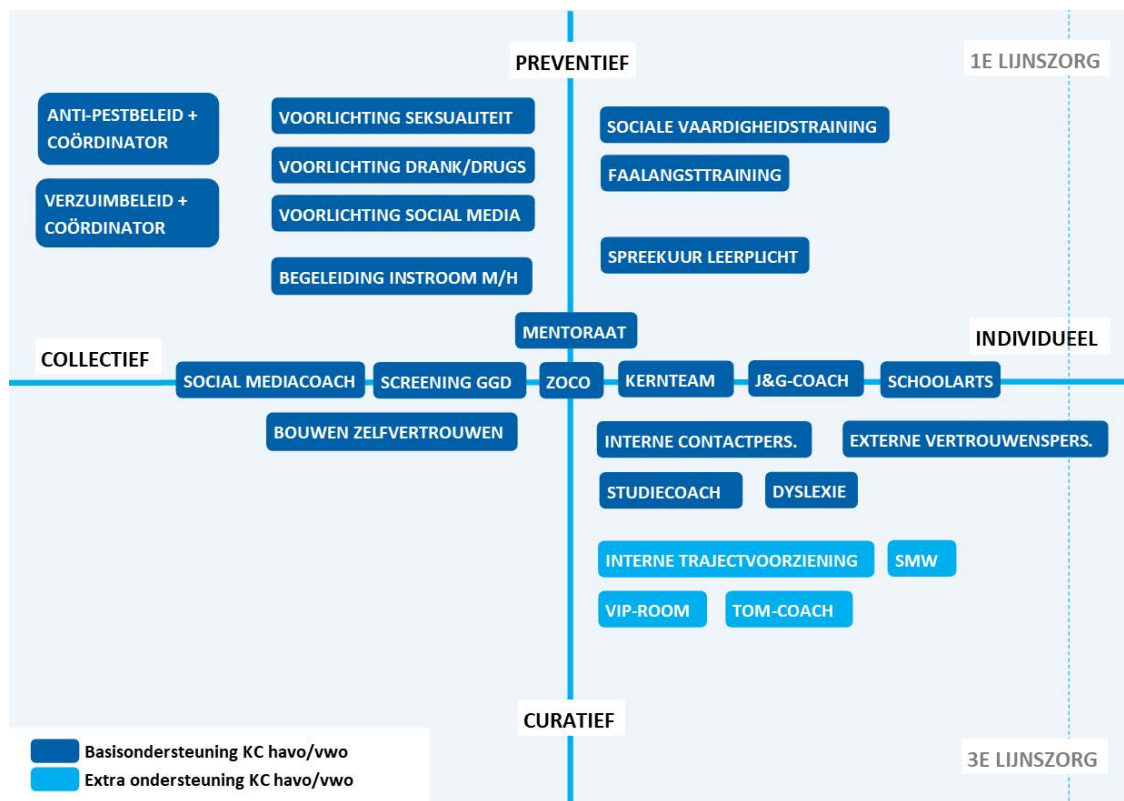 PREVENTIEF
1E LIJNSZORG
ANTI-PESTBELEID +
COÖRDINATOR
VERZUIMBELEID +
COÖRDINATOR
VOORLICHTING SEKSUALITEIT
VOORLICHTING DRANK/DRUGS
VOORLICHTING SOCIAL MEDIA
BEGELEIDING INSTROOM M/H
SOCIALE VAARDIGHEIDSTRAINING
FAALANGSTTRAINING
SPREEKUUR LEERPLICHT
MENTORAAT
COLLECTIEF
INDIVIDUEEL
SOCIAL MEDIACOACH
SCREENING GGD
ZOCO
KERNTEAM
J&G-COACH
SCHOOLARTS
BOUWEN ZELFVERTROUWEN
INTERNE CONTACTPERS.
EXTERNE VERTROUWENSPERS.
STUDIECOACH
DYSLEXIE
INTERNE TRAJECTVOORZIENING
SMW
VIP-ROOM
TOM-COACH
CURATIEF
3E LIJNSZORG
Basisondersteuning KC havo/vwo
Extra ondersteuning KC havo/vwo